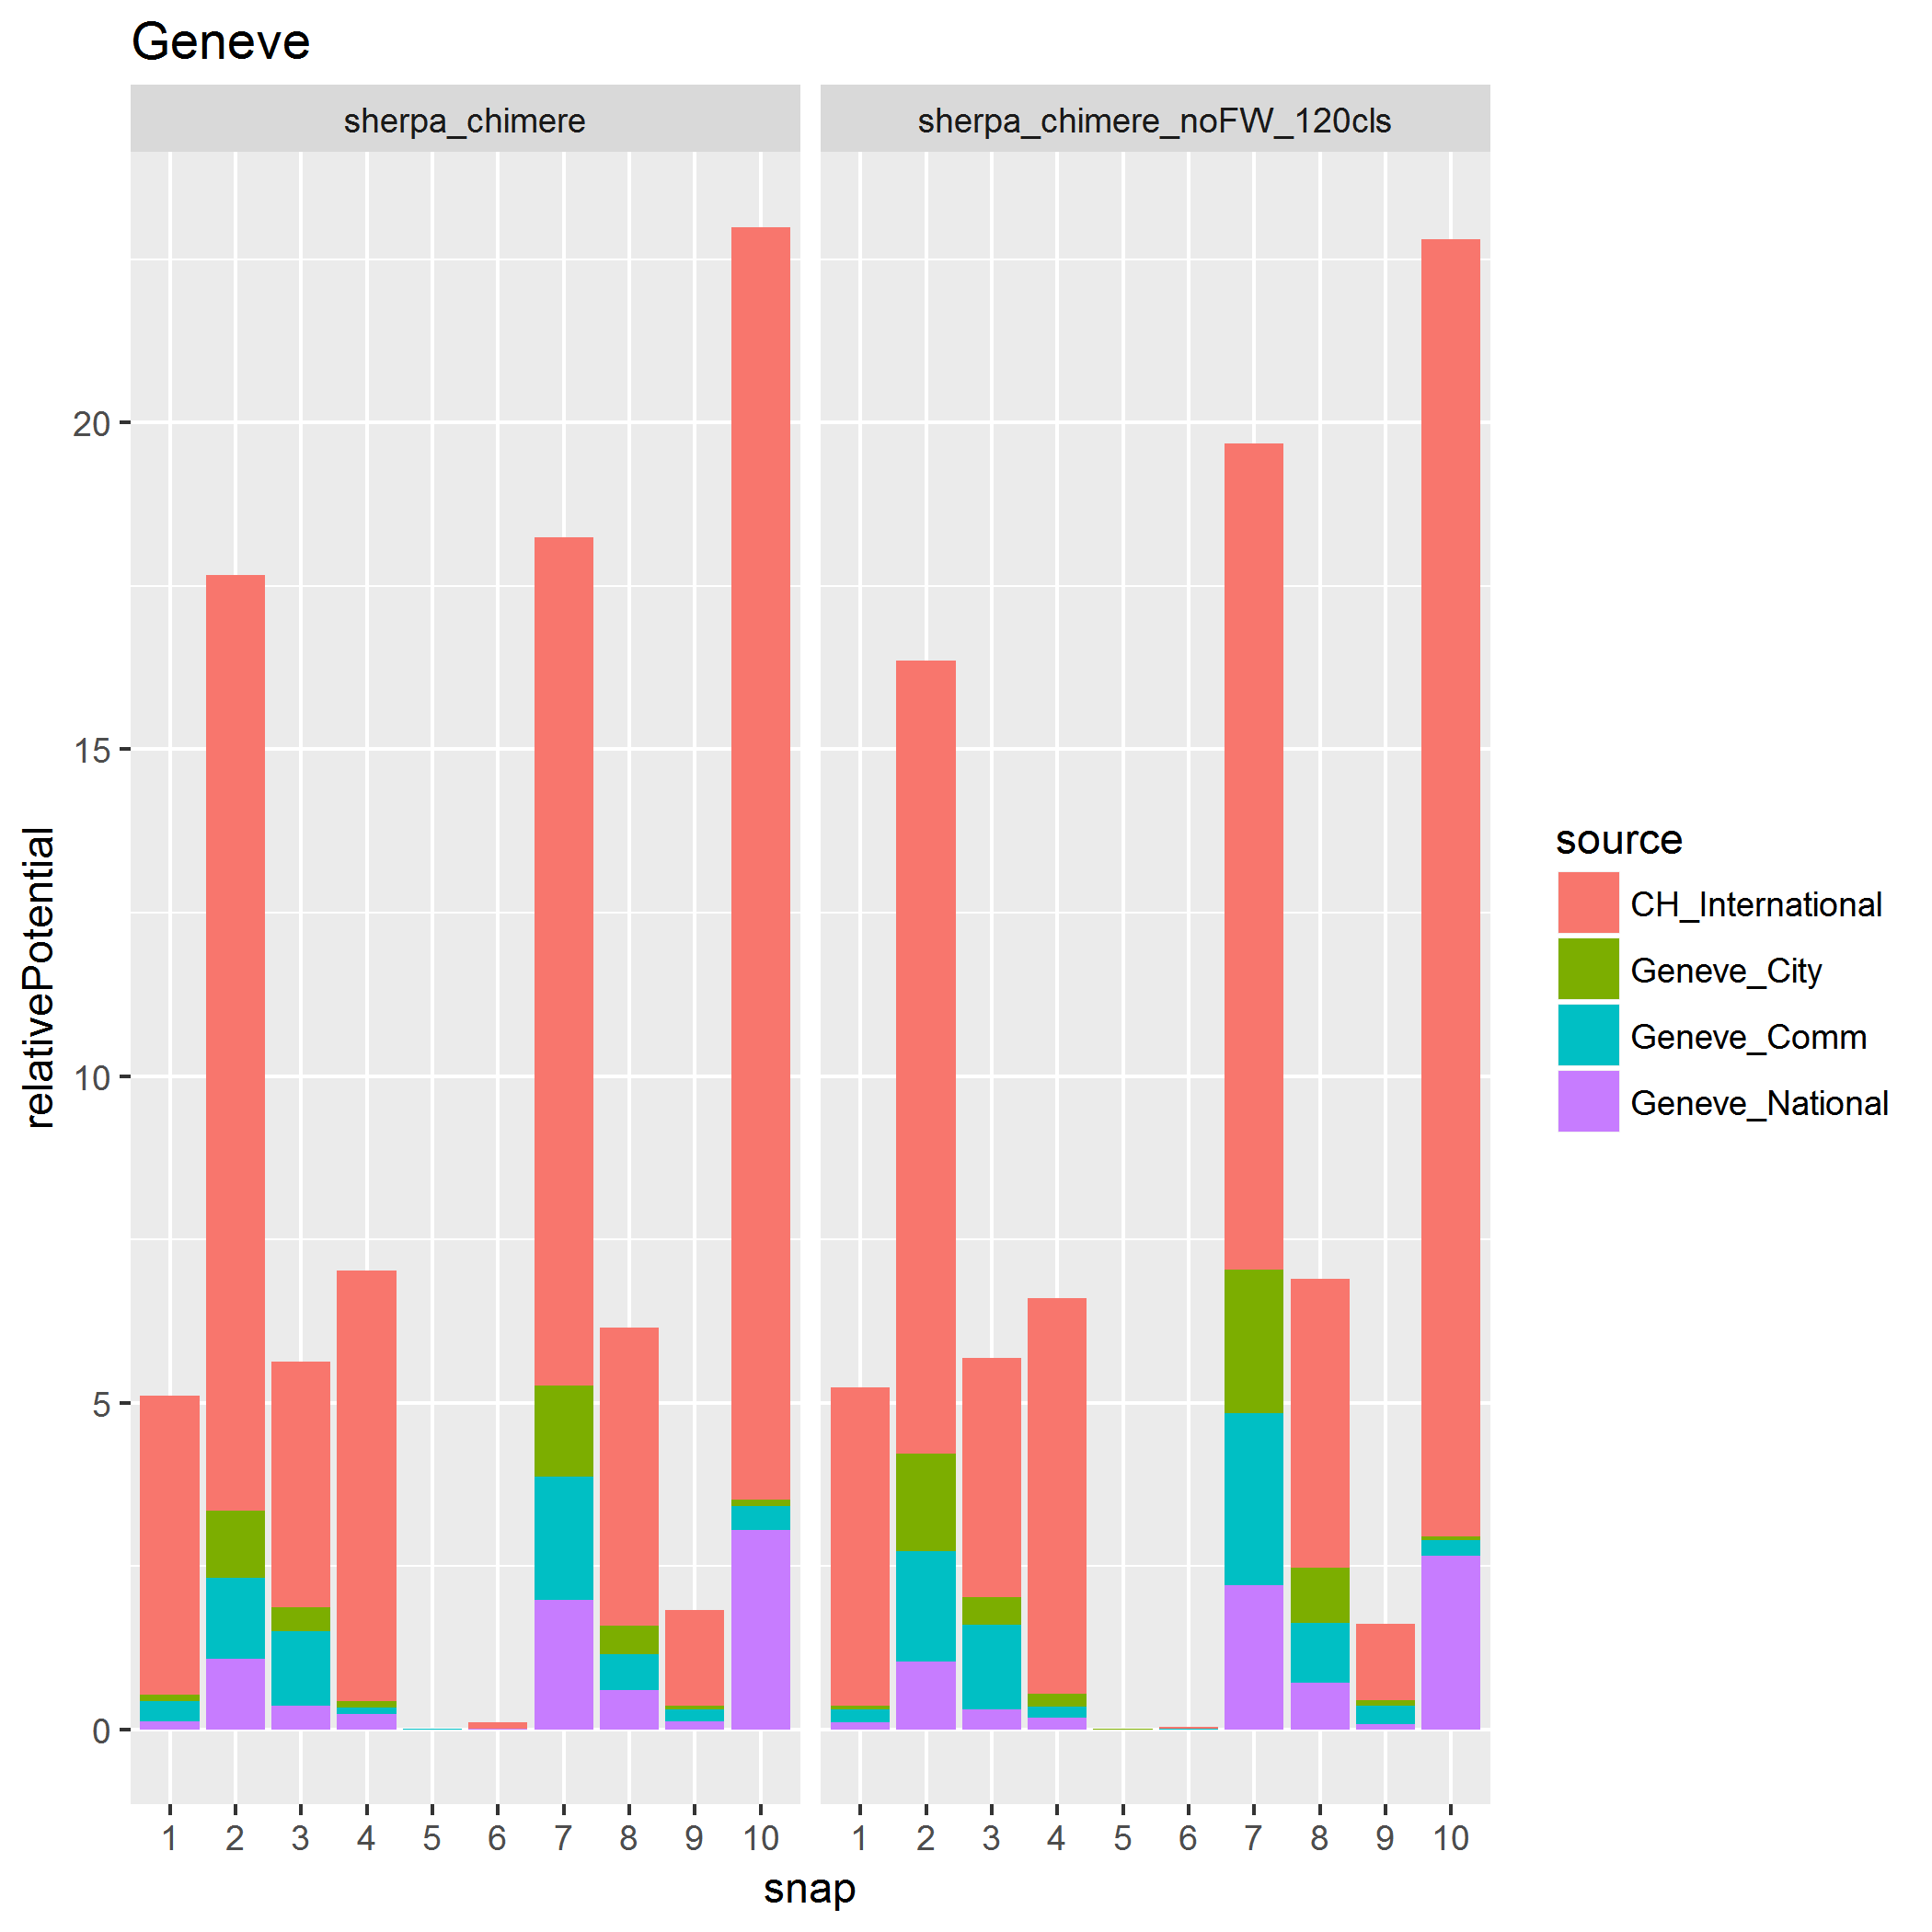 Geneve
sherpa_chimere
sherpa_chimere_noFW_120cls
relativePotential
20
15
10
5
0
1 2 3 4 5 6 7 8 9 10
1 2 3 4 5 6 7 8 9 10
snap
source
CH_International
Geneve_City
Geneve_Comm
Geneve_National